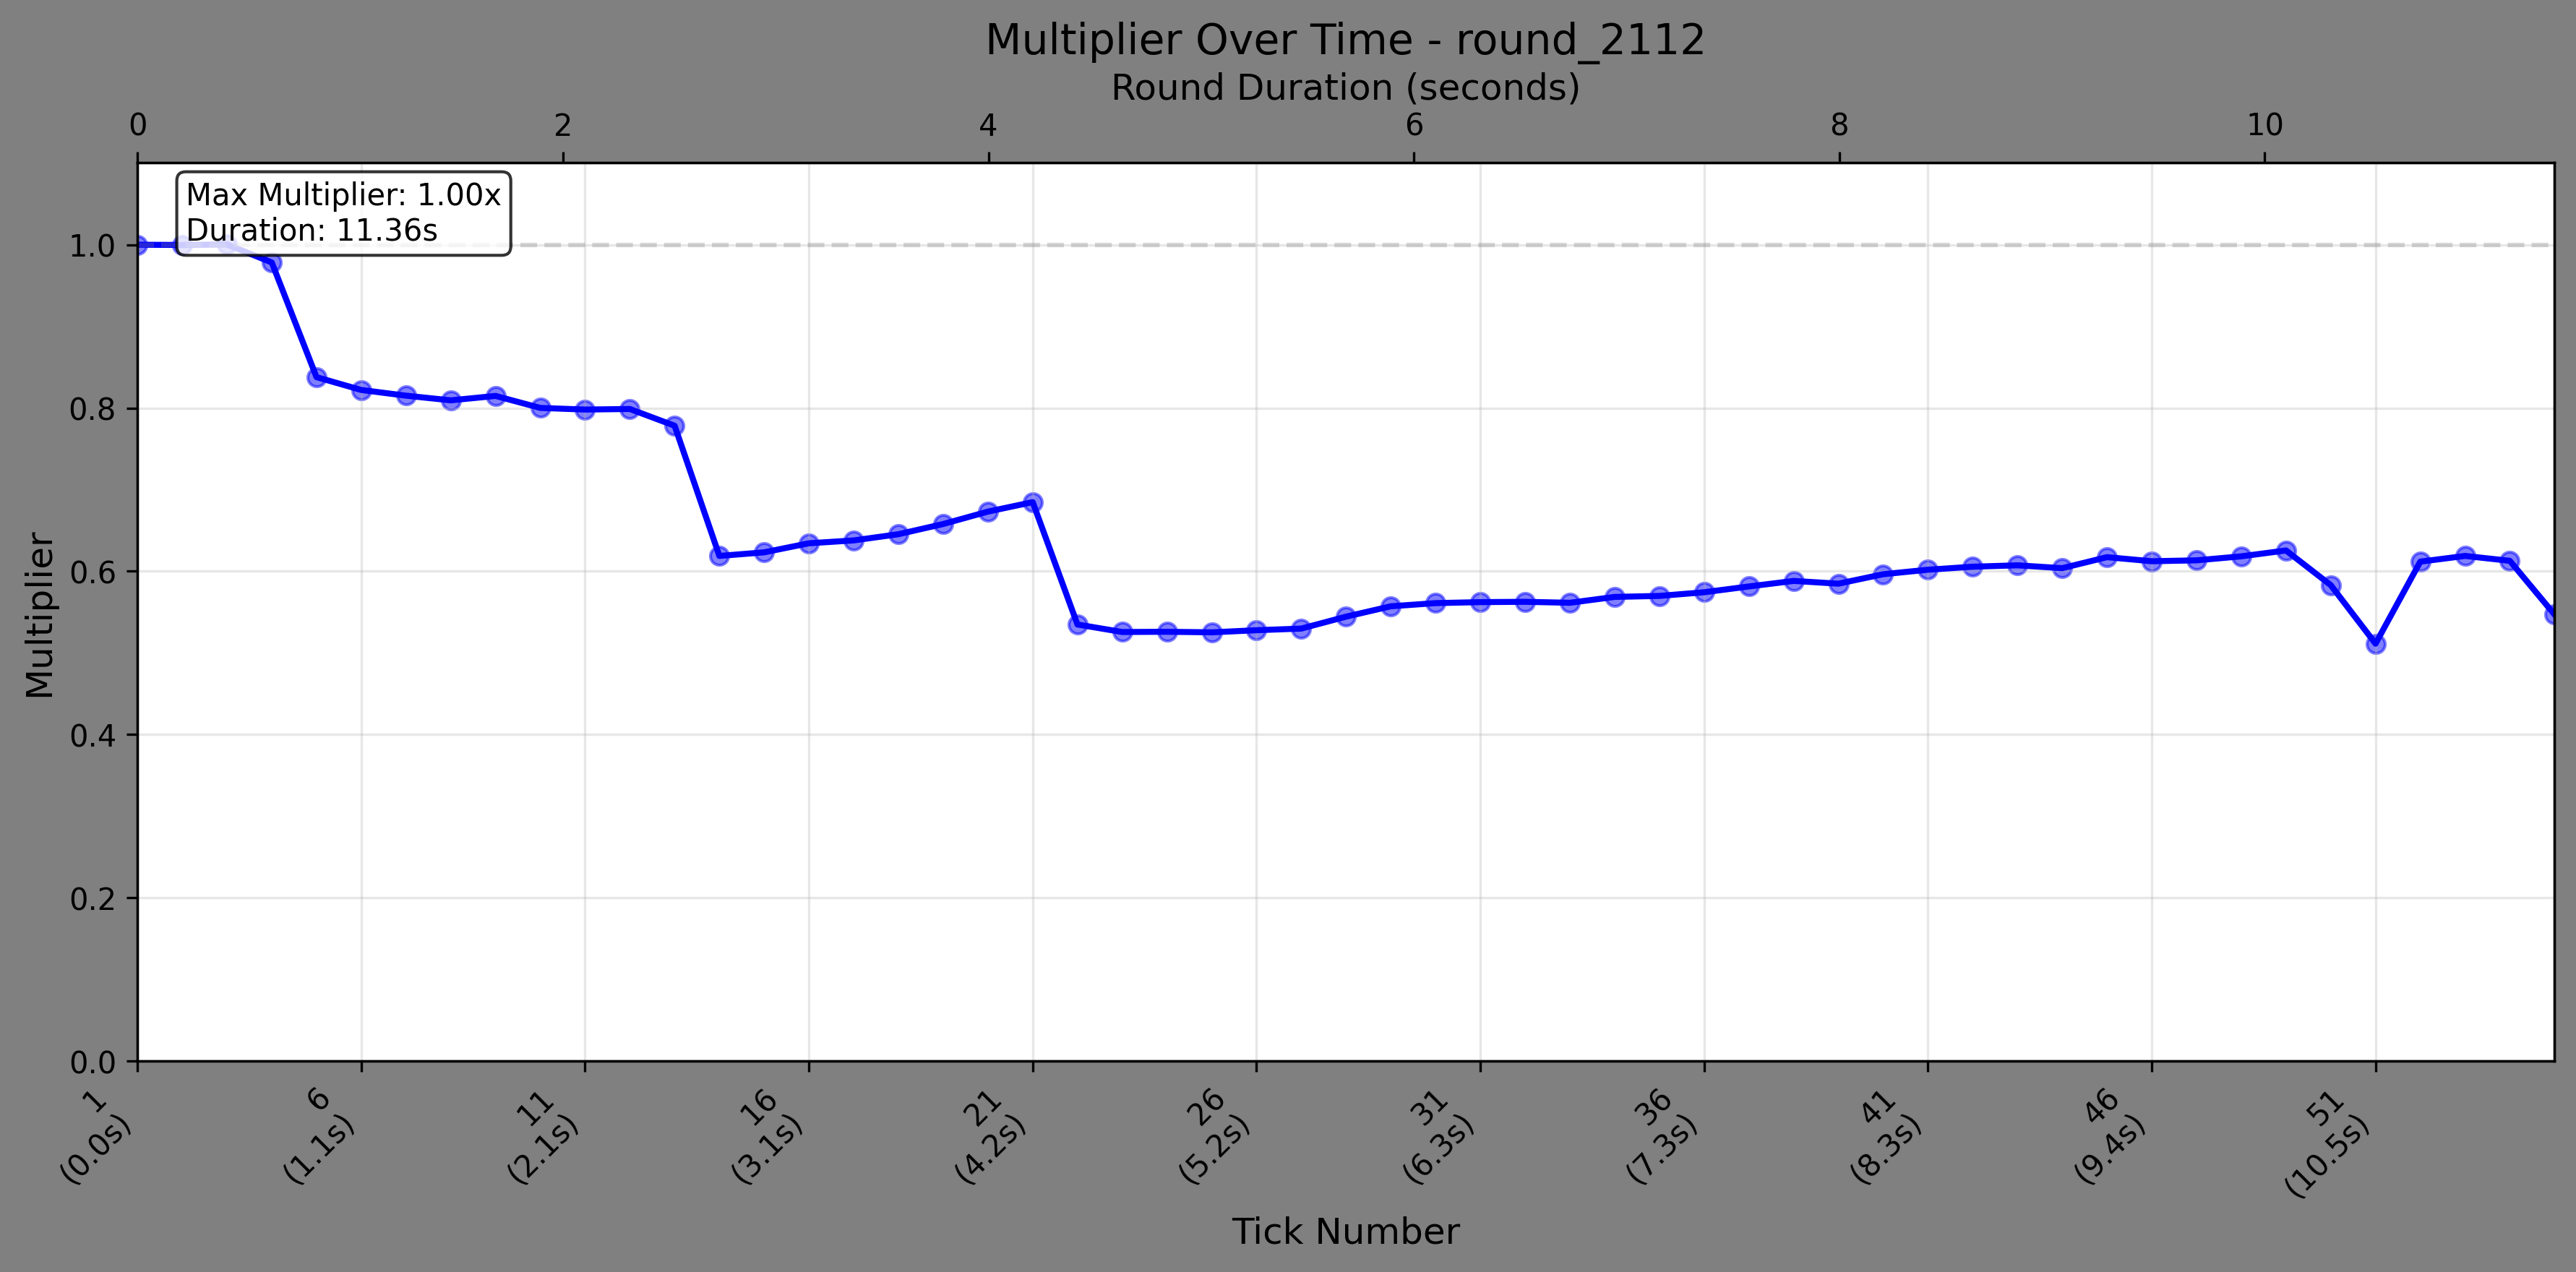 Multiplier Over Time - round_2112
Round Duration (seconds)
0 2 4 6 8 10
Max Multiplier: 1.00x
Duration: 11.36s
1.0
0.8
0.6
0.4
0.2
0.0
Multiplier
1 6 11 16 21 26 31 36 41 46 51
(0.0s) (1.1s) (2.1s) (3.1s) (4.2s) (5.2s) (6.3s) (7.3s) (8.3s) (9.4s) (10.5s)
Tick Number